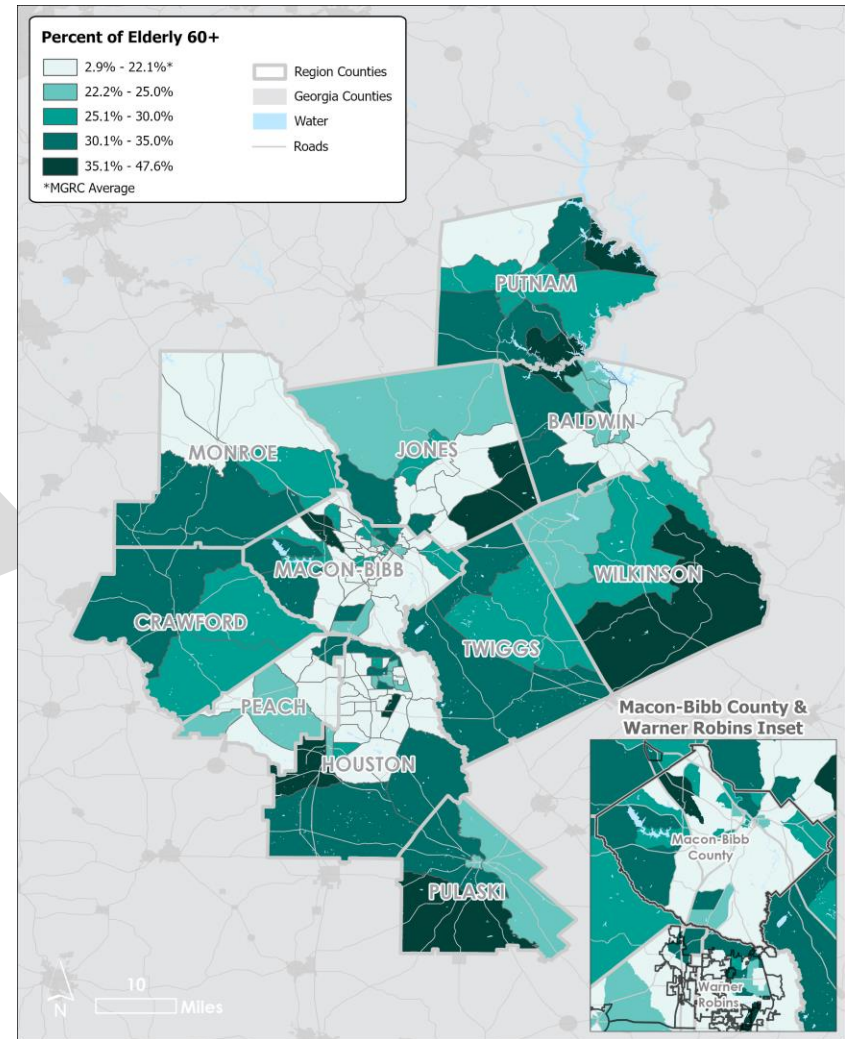 Percent of Elderly 60+
2.9% - 22.1%*
22.2% - 25.0%
25.1% - 30.0%
30.1% - 35.0%
35.1% - 47.6%
*MGRC Average
Region Counties
Georgia Counties
Water
Roads
PUTNAM
BALDWIN
JONES
MONROE
WILKINSON
MACON-BIBB
CRAWFORD
TWIGGS
PEACH
HOUSTON
PULASKI
Macon-Bibb County &
Warner Robins Inset
Macon-Bibb
County
Warner
Robins
10
Miles
N